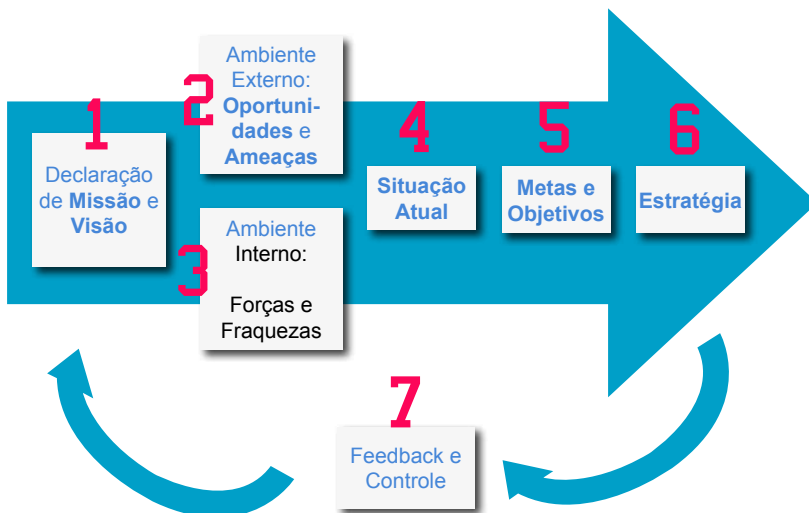 1
Declaração
de Missão e
Visão
2
Ambiente
Externo:
Oportuni-
dades e
Ameaças
3
Ambiente
Interno:
Forças e
Fraquezas
4
Situação
Atual
5
Metas e
Objetivos
6
Estratégia
7
Feedback e
Controle